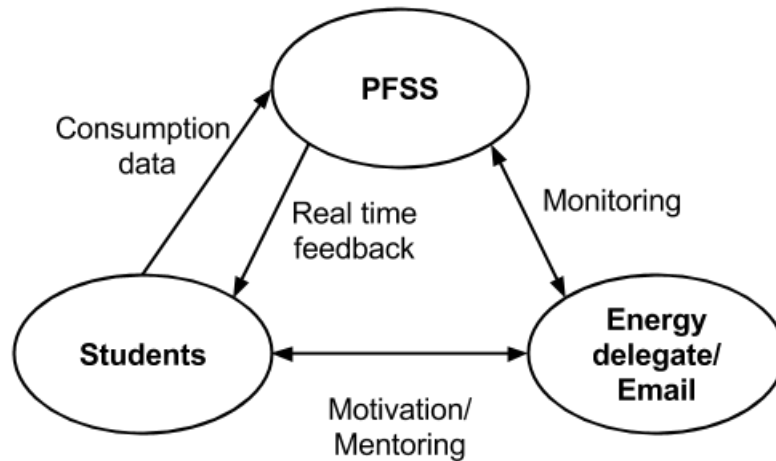 PFSS
Consumption
data
Real time
feedback
Monitoring
Students
Energy
delegate/
Email
Motivation/
Mentoring